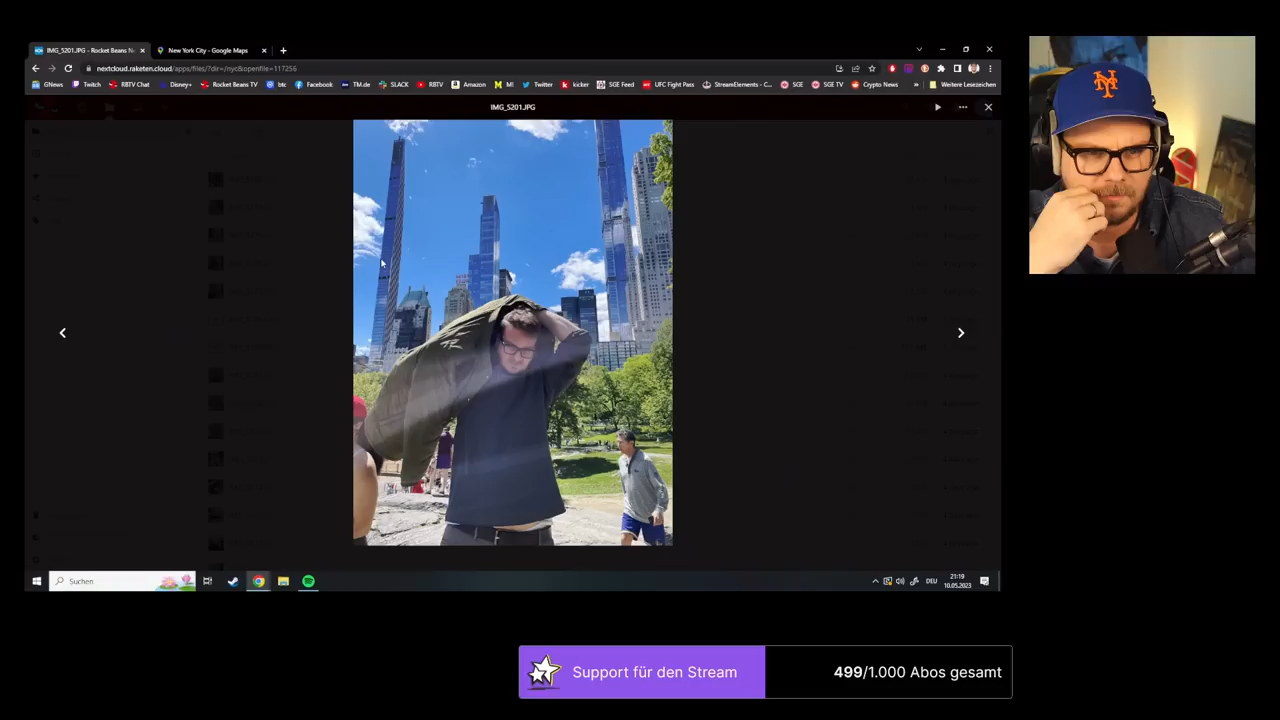 IMG_5201.JPG - Rocket Beans N
New York City - Google Maps
nextcloud.raketen.cloud/apps/files/?dir=/nyc&openfile=117256
GNews
Twitch
RBTV Chat
Disney+
Rocket Beans TV
btc
Facebook
TM.de
SLACK
RBTV
Amazon
M!
Twitter
kicker
SGE Feed
UFC Fight Pass
StreamElements - C...
SGE
SGE TV
Crypto News
»
Weitere Lesezeichen
IMG_5201.JPG
NY
Suchen
DEU
21:19
10.05.2023
Support für den Stream
499/1.000 Abos gesamt